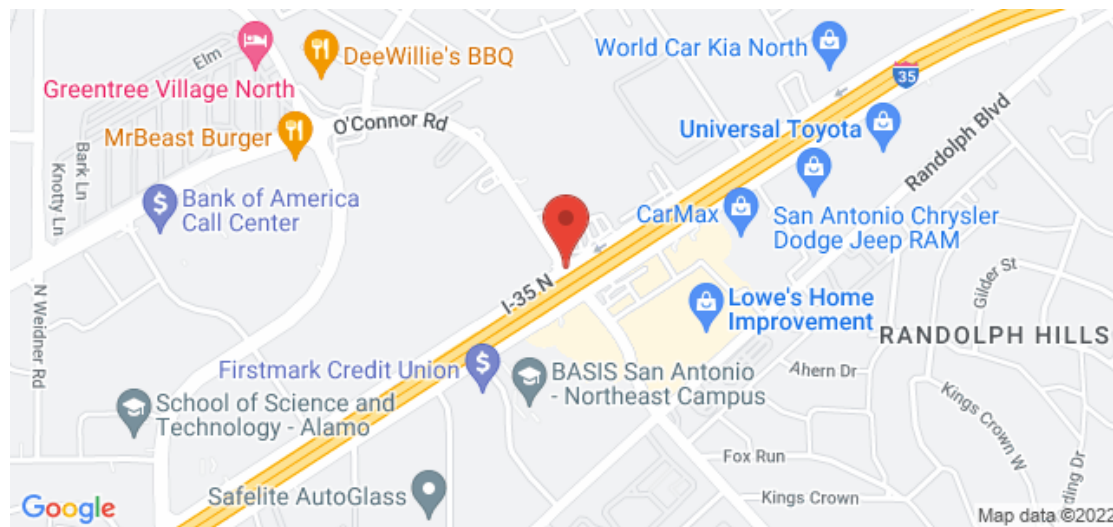 Elm
Greentree Village North
DeeWillie's BBQ
World Car Kia North
35
MrBeast Burger
O'Connor Rd
Universal Toyota
Randolph Blvd
Bark Ln
Knotty Ln
Bank of America
Call Center
CarMax
San Antonio Chrysler
Dodge Jeep RAM
I-35 N
Gilder St
N Weidner Rd
Lowe's Home
Improvement
RANDOLPH HILLS
Firstmark Credit Union
BASIS San Antonio
- Northeast Campus
Ahern Dr
School of Science and
Technology - Alamo
Kings Crown W
Fox Run
ding Dr
Safelite AutoGlass
Kings Crown
Google
Map data ©2022